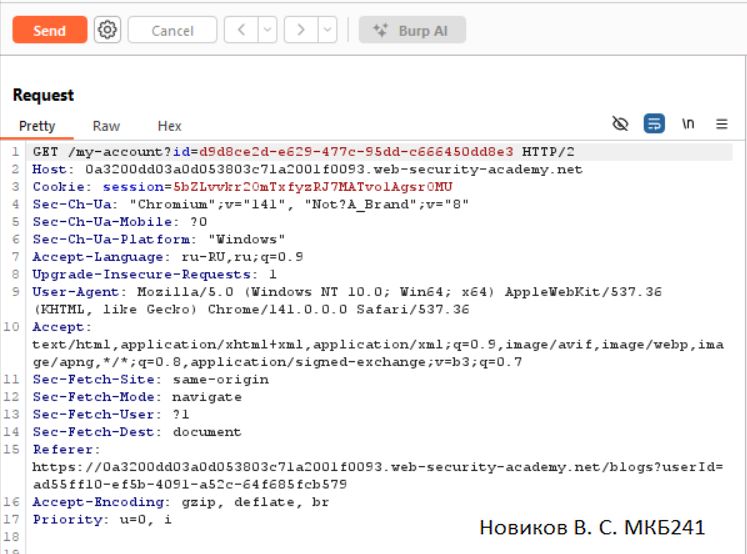 Send
Cancel
<
>
Burp AI
Request
Pretty
Raw
Hex
\n
1 GET /my-account?id=d9d8ce2d-e629-477c-95dd-c666450dd8e3 HTTP/2
2 Host: 0a3200dd03a0d053803c71a2001f0093.web-security-academy.net
3 Cookie: session=5bZLvvkr20mTxfyzRJ7MATvolAgsr0MU
4 Sec-Ch-Ua: "Chromium";v="141", "Not?A_Brand";v="8"
5 Sec-Ch-Ua-Mobile: ?0
6 Sec-Ch-Ua-Platform: "Windows"
7 Accept-Language: ru-RU,ru;q=0.9
8 Upgrade-Insecure-Requests: 1
9 User-Agent: Mozilla/5.0 (Windows NT 10.0; Win64; x64) AppleWebKit/537.36
(KHTML, like Gecko) Chrome/141.0.0.0 Safari/537.36
10 Accept:
text/html,application/xhtml+xml,application/xml;q=0.9,image/avif,image/webp,ima
ge/apng,*/*;q=0.8,application/signed-exchange;v=b3;q=0.7
11 Sec-Fetch-Site: same-origin
12 Sec-Fetch-Mode: navigate
13 Sec-Fetch-User: ?1
14 Sec-Fetch-Dest: document
15 Referer:
https://0a3200dd03a0d053803c71a2001f0093.web-security-academy.net/blogs?userId=
ad55ff10-ef5b-4091-a52c-64f685fcb579
16 Accept-Encoding: gzip, deflate, br
17 Priority: u=0, i
18
Новиков В. С. МКБ241